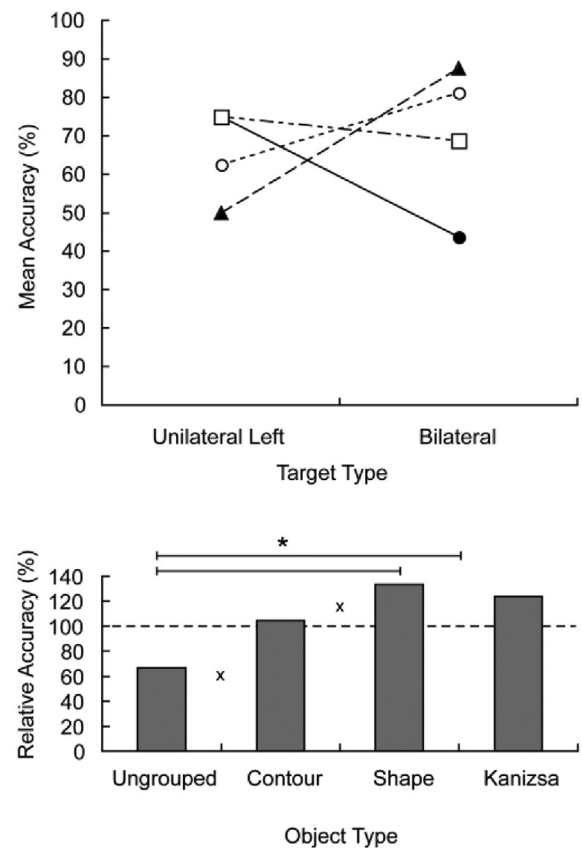 100
90
80
70
60
50
40
30
20
10
0
Mean Accuracy (%)
Unilateral Left Bilateral
Target Type
*
140
120
100
80
60
40
20
0
Relative Accuracy (%)
x
x
Ungrouped Contour Shape Kanizsa
Object Type